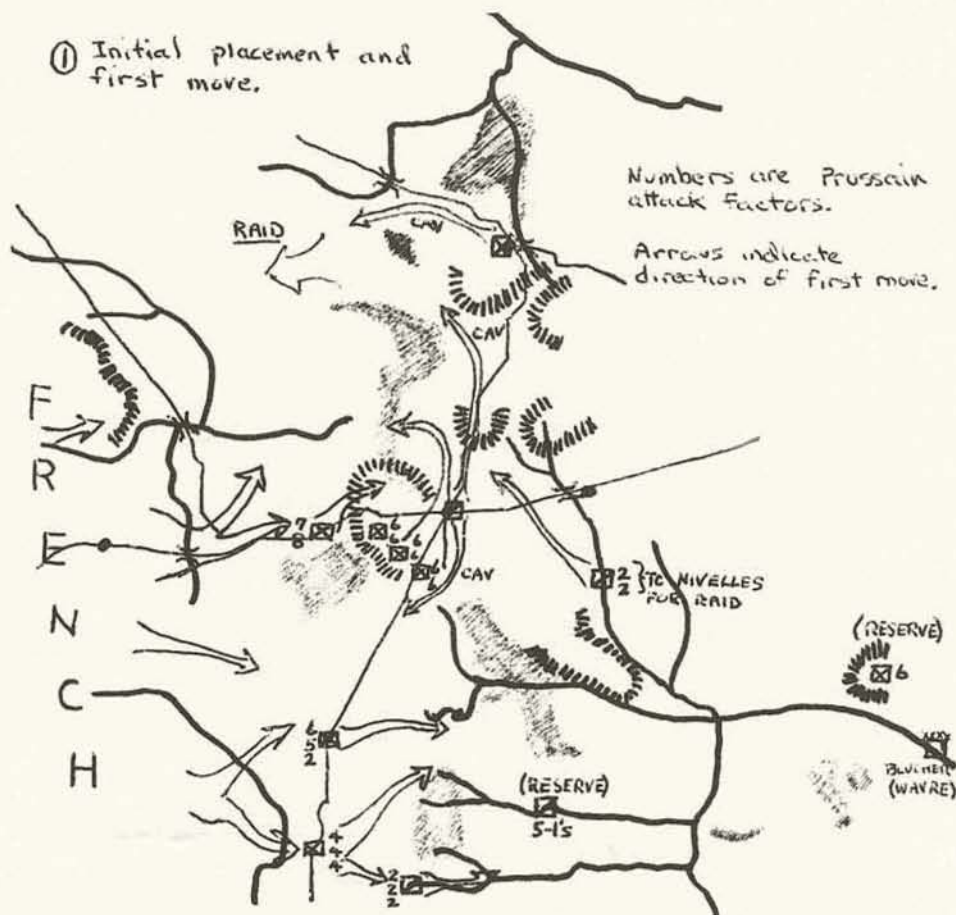 ① Initial placement and
first move.
Numbers are Prussain
attack factors.
Arrows indicate
direction of first move.
RAID
CAV
CAV
F
R
E
N
C
H
7
8
6
6
6
6
6
CAV
2
2
} TO NIVELLES
FOR RAID
(RESERVE)
6
6
5
2
BLUCHER
(WAVRE)
(RESERVE)
5-1's
4
4
4
2
2
2